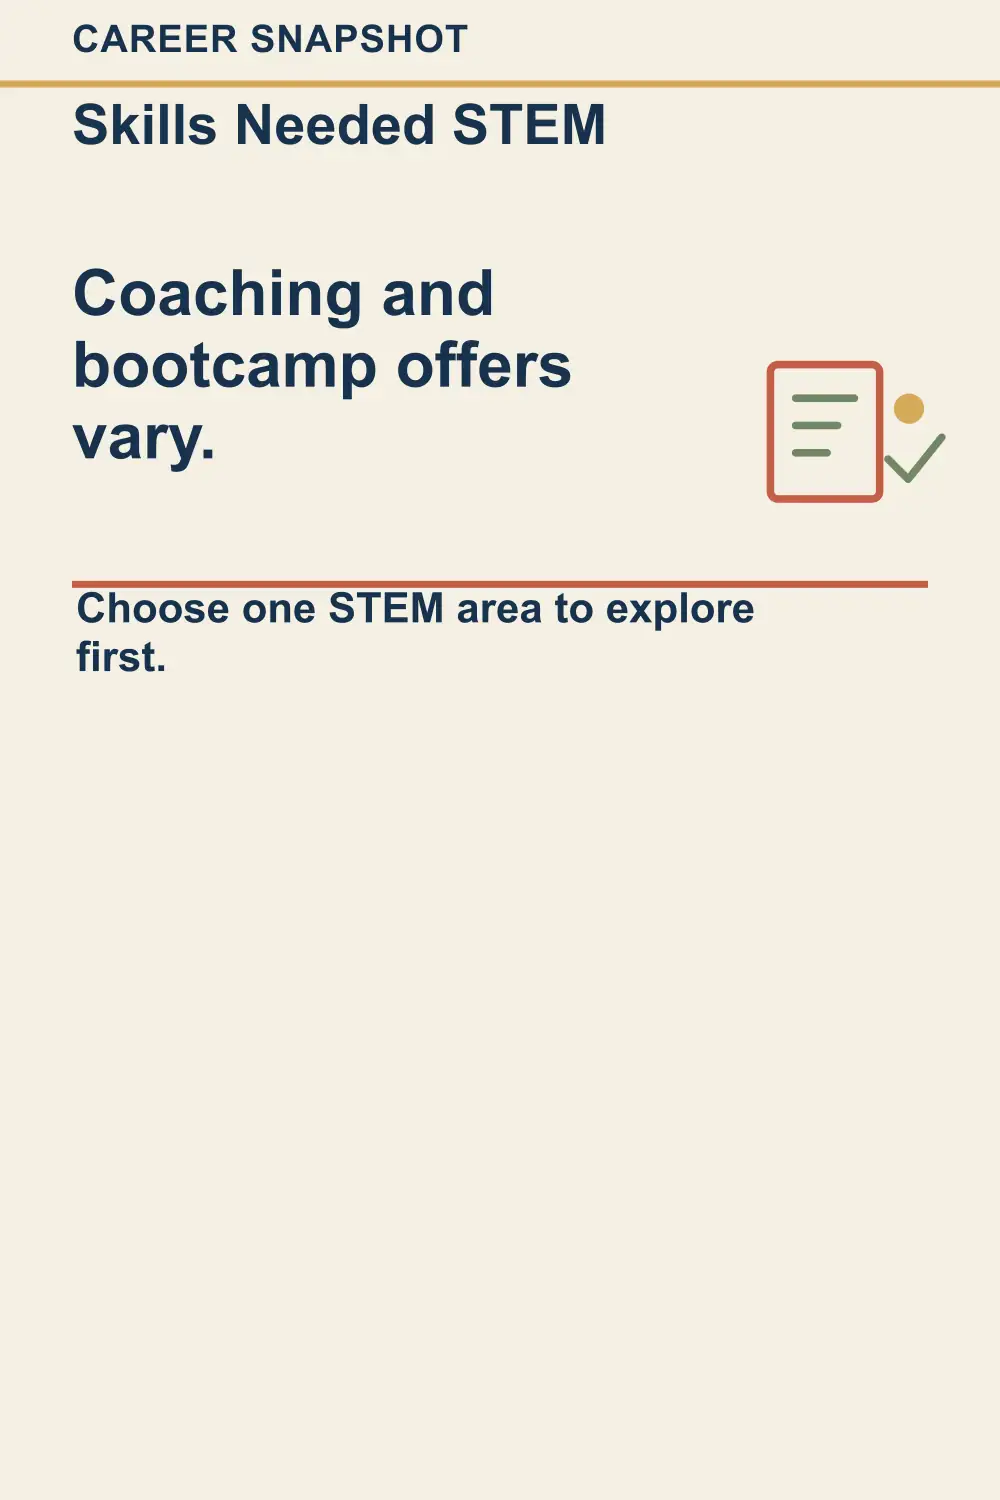 CAREER SNAPSHOT
Skills Needed STEM
Coaching and
bootcamp offers
vary.
Choose one STEM area to explore
first.